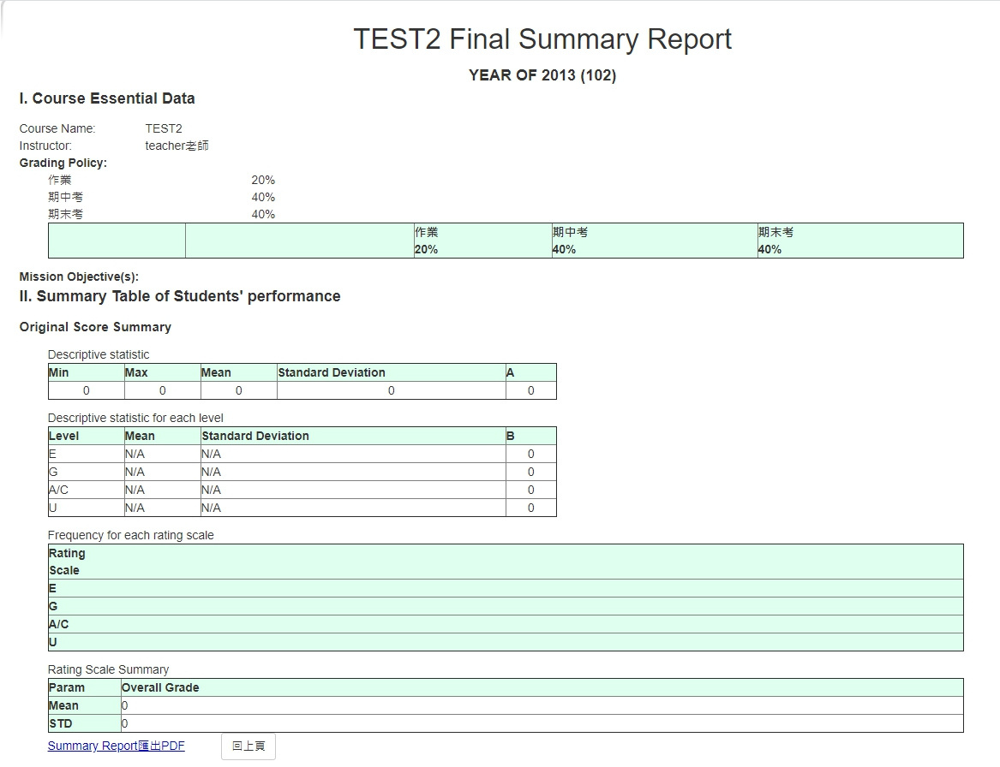 TEST2 Final Summary Report
YEAR OF 2013 (102)
I. Course Essential Data
Course Name: TEST2
Instructor: teacher老師
Grading Policy:
作業 20%
期中考 40%
期末考 40%
作業 期中考 期末考
20% 40% 40%
Mission Objective(s):
II. Summary Table of Students' performance
Original Score Summary
Descriptive statistic
Min Max Mean Standard Deviation A
0 0 0 0 0
Descriptive statistic for each level
Level Mean Standard Deviation B
E N/A N/A 0
G N/A N/A 0
A/C N/A N/A 0
U N/A N/A 0
Frequency for each rating scale
Rating
Scale
E
G
A/C
U
Rating Scale Summary
Param Overall Grade
Mean 0
STD 0
Summary Report匯出PDF 回上頁